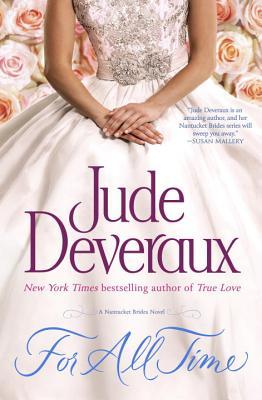 "Jude Deveraux is an
amazing author, and her
Nantucket Brides series
will sweep you away."
—SUSAN MALLERY
Jude
Deveraux
New York Times bestselling author of True Love
A Nantucket Brides Novel
For All Time